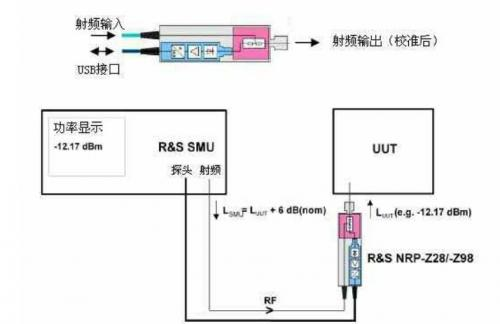 射频输入
USB接口
射频输出（校准后）
功率显示
-12.17 dBm
R&S SMU
探头 射频
UUT
L_SMU= L_UUT + 6 dB(nom)
L_UUT(e.g. -12.17 dBm)
R&S NRP-Z28/-Z98
RF